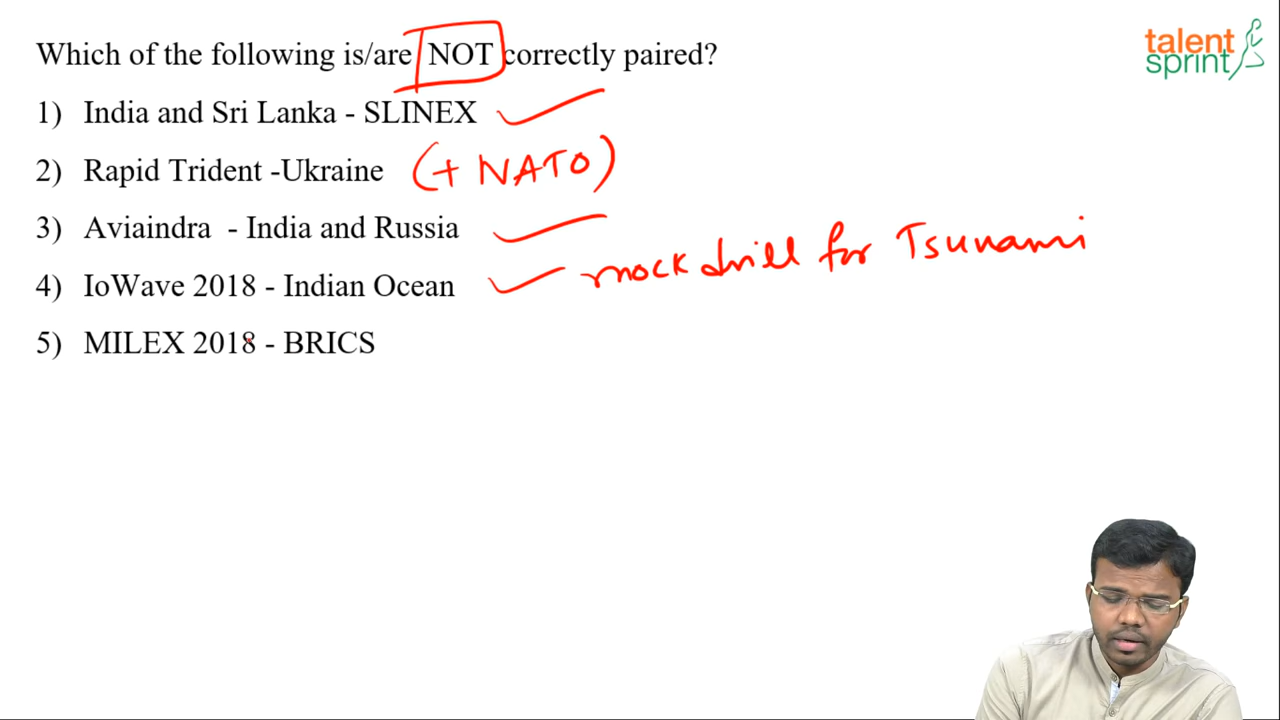 Which of the following is/are NOT correctly paired?
talent
sprint
1) India and Sri Lanka - SLINEX
2) Rapid Trident -Ukraine (+ NATO)
3) Aviaindra - India and Russia
4) IoWave 2018 - Indian Ocean mock drill for Tsunami
5) MILEX 2018 - BRICS